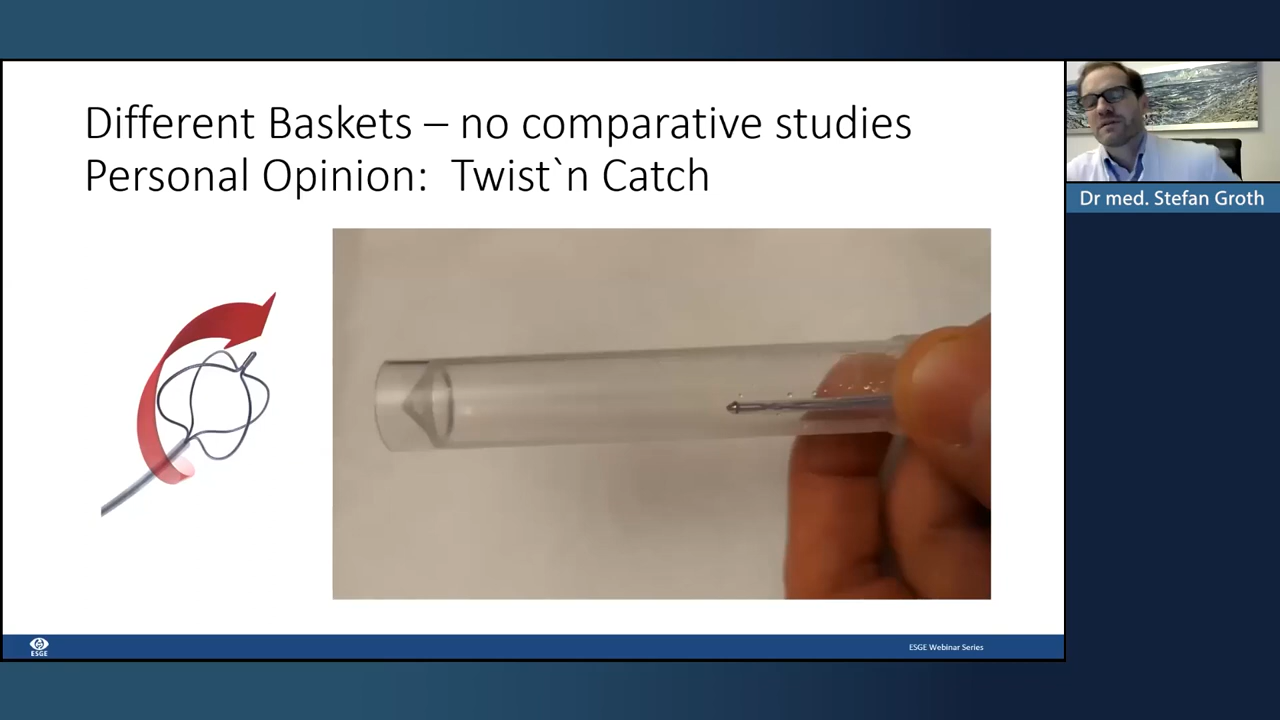 Different Baskets – no comparative studies
Personal Opinion:  Twist`n Catch
Dr med. Stefan Groth
ESGE
ESGE Webinar Series